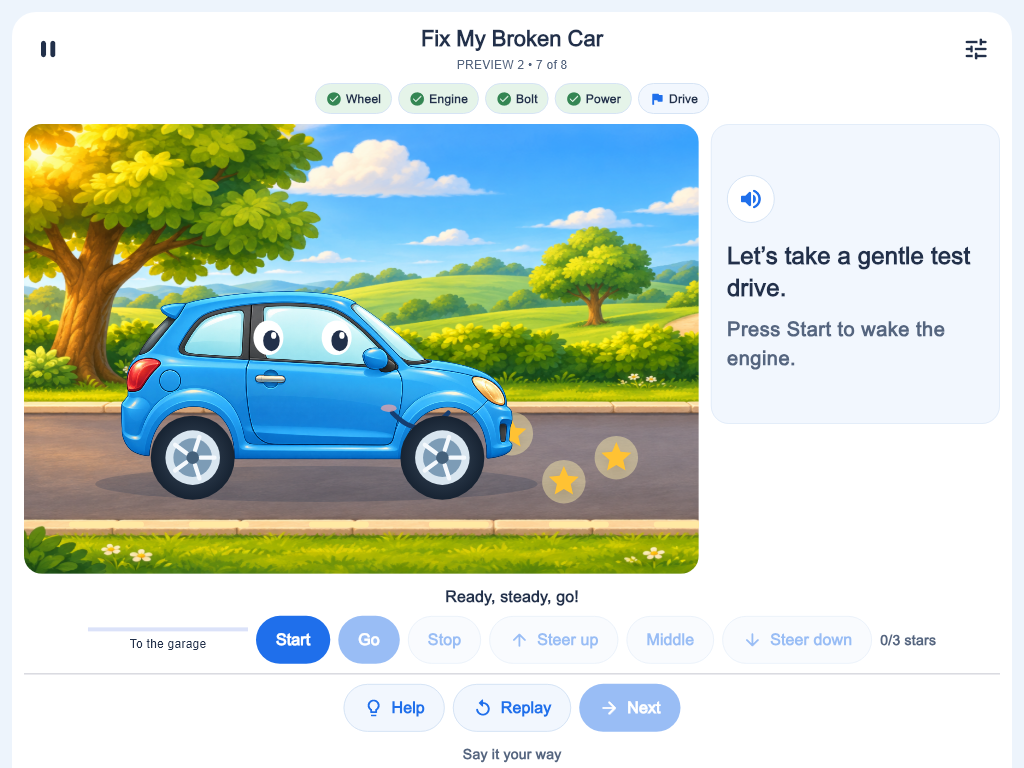 Fix My Broken Car
PREVIEW 2 • 7 of 8
Wheel
Engine
Bolt
Power
Drive
Let’s take a gentle test
drive.
Press Start to wake the
engine.
Ready, steady, go!
To the garage
Start
Go
Stop
Steer up
Middle
Steer down
0/3 stars
Help
Replay
Next
Say it your way